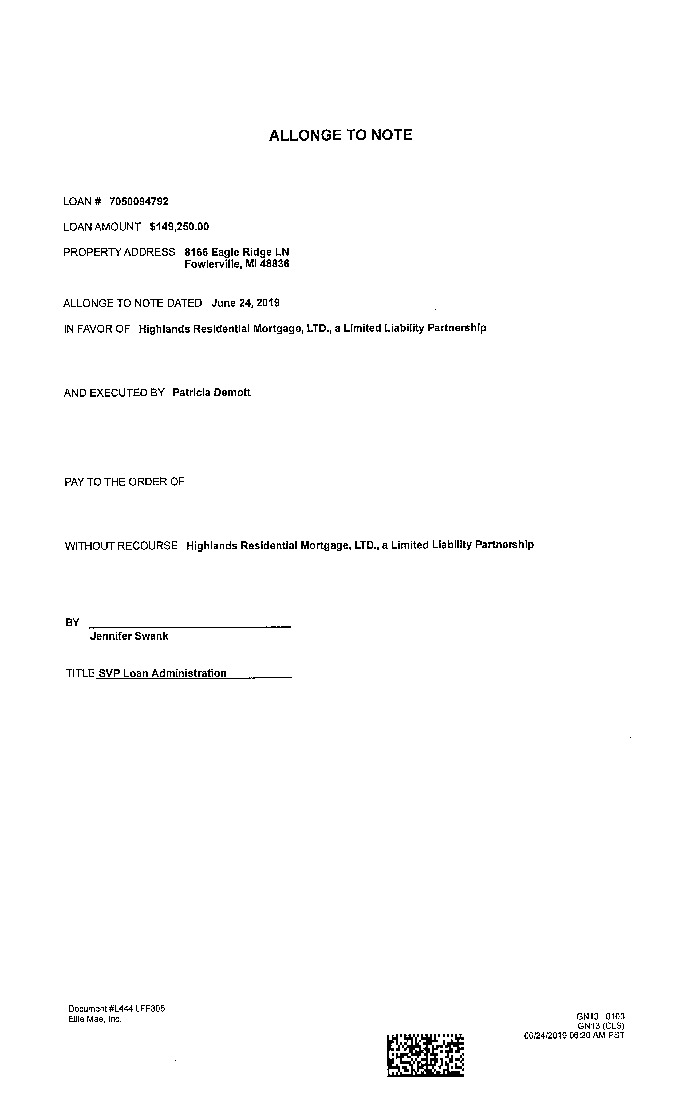 ALLONGE TO NOTE
LOAN # 7050094792
LOAN AMOUNT $149,250.00
PROPERTY ADDRESS 8166 Eagle Ridge LN
Fowlerville, MI 48836
ALLONGE TO NOTE DATED June 24, 2019
IN FAVOR OF Highlands Residential Mortgage, LTD., a Limited Liability Partnership
AND EXECUTED BY Patricia Demott
PAY TO THE ORDER OF
WITHOUT RECOURSE Highlands Residential Mortgage, LTD., a Limited Liability Partnership
BY
Jennifer Swank
TITLE SVP Loan Administration
Document #L444 LFF305
Ellie Mae, Inc.
GN13 0103
GN13 (CLS)
06/24/2019 06:20 AM PST